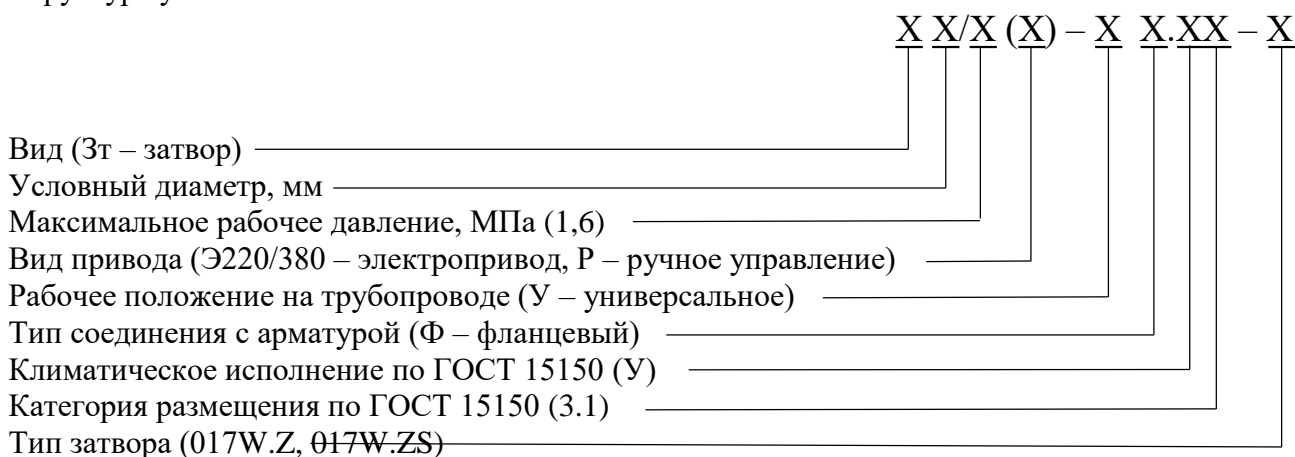 Х Х/Х (Х) – Х Х.ХХ – Х
Вид (Зт – затвор)
Условный диаметр, мм
Максимальное рабочее давление, МПа (1,6)
Вид привода (Э220/380 – электропривод, Р – ручное управление)
Рабочее положение на трубопроводе (У – универсальное)
Тип соединения с арматурой (Ф – фланцевый)
Климатическое исполнение по ГОСТ 15150 (У)
Категория размещения по ГОСТ 15150 (3.1)
Тип затвора (017W.Z, 017W.ZS)